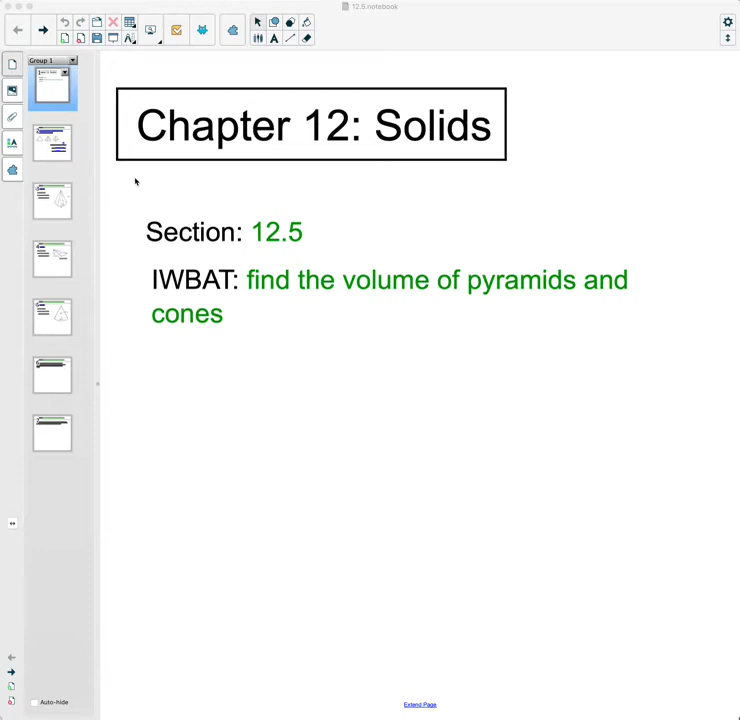 12.5.notebook
Group 1
Chapter 12: Solids
Section: 12.5
IWBAT: find the volume of pyramids and
cones
Auto-hide
Extend Page